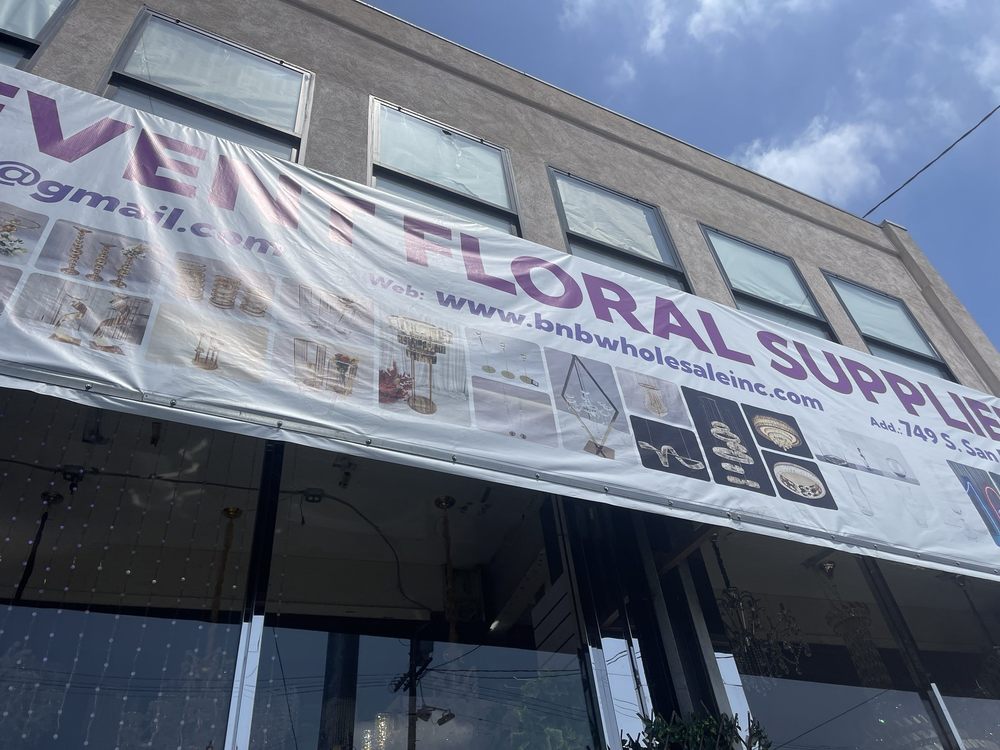 EVENT FLORAL SUPPLIE
@gmail.com
Web: www.bnbwholesaleinc.com
Add.: 749 S. San